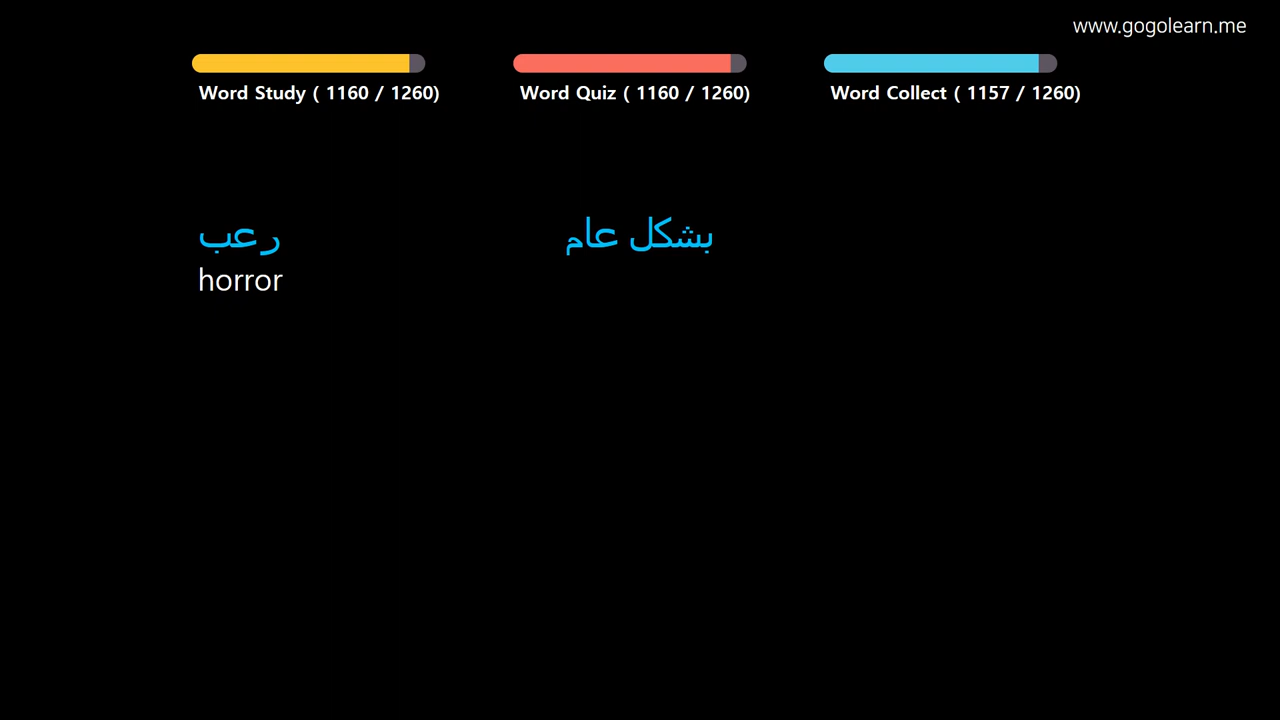 www.gogolearn.me
Word Study ( 1160 / 1260)
Word Quiz ( 1160 / 1260)
Word Collect ( 1157 / 1260)
رعب
horror
بشكل عام